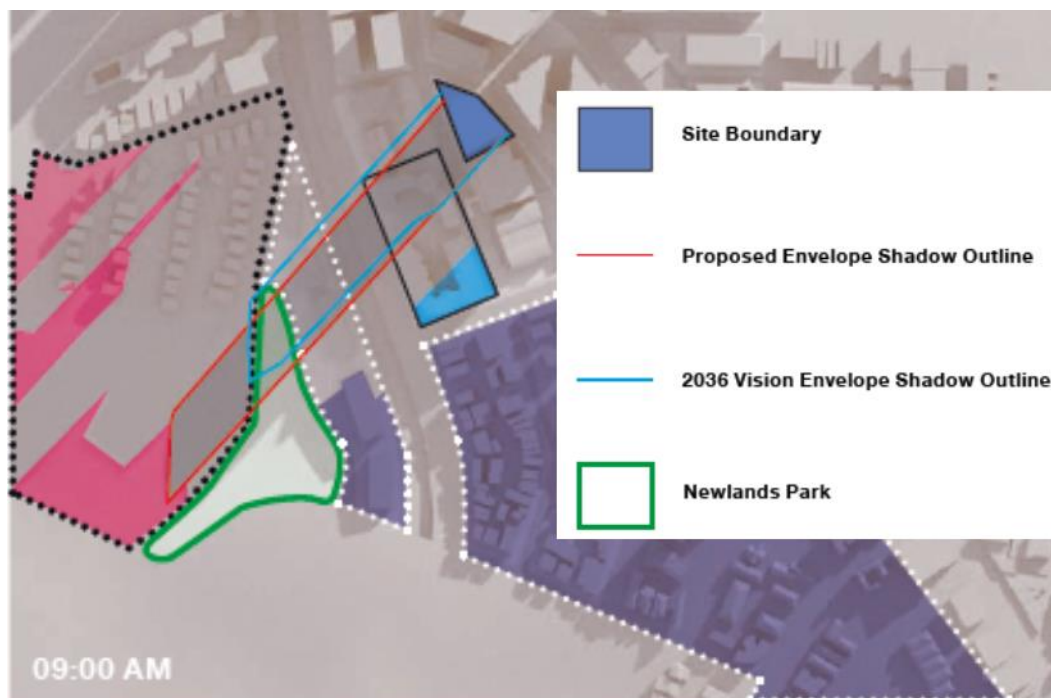 Site Boundary
Proposed Envelope Shadow Outline
2036 Vision Envelope Shadow Outline
Newlands Park
09:00 AM